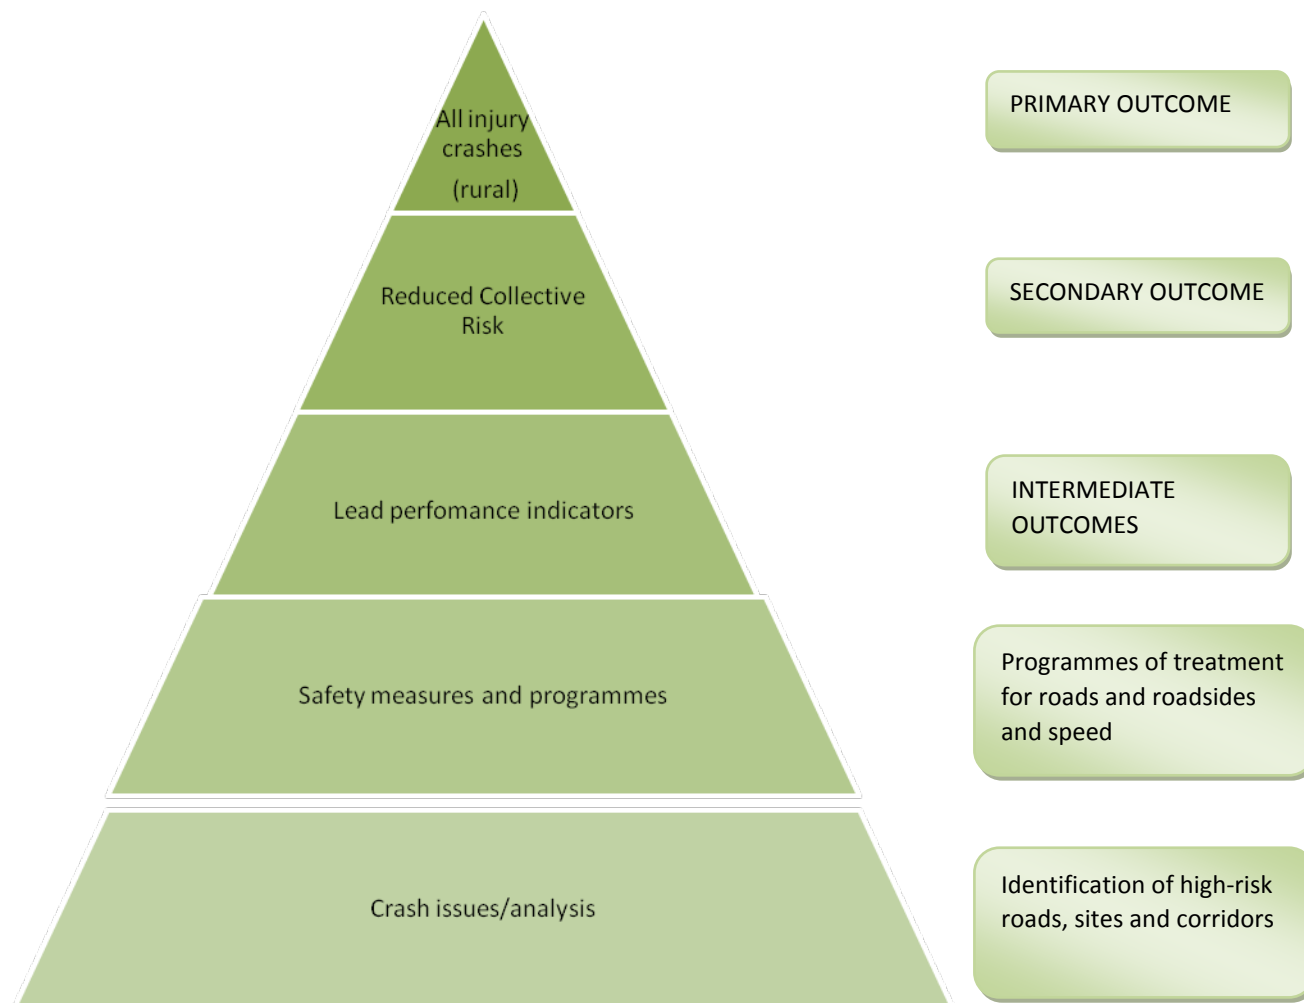 All injury
crashes
(rural)
PRIMARY OUTCOME
Reduced Collective
Risk
SECONDARY OUTCOME
Lead perfomance indicators
INTERMEDIATE
OUTCOMES
Safety measures and programmes
Programmes of treatment
for roads and roadsides
and speed
Crash issues/analysis
Identification of high-risk
roads, sites and corridors